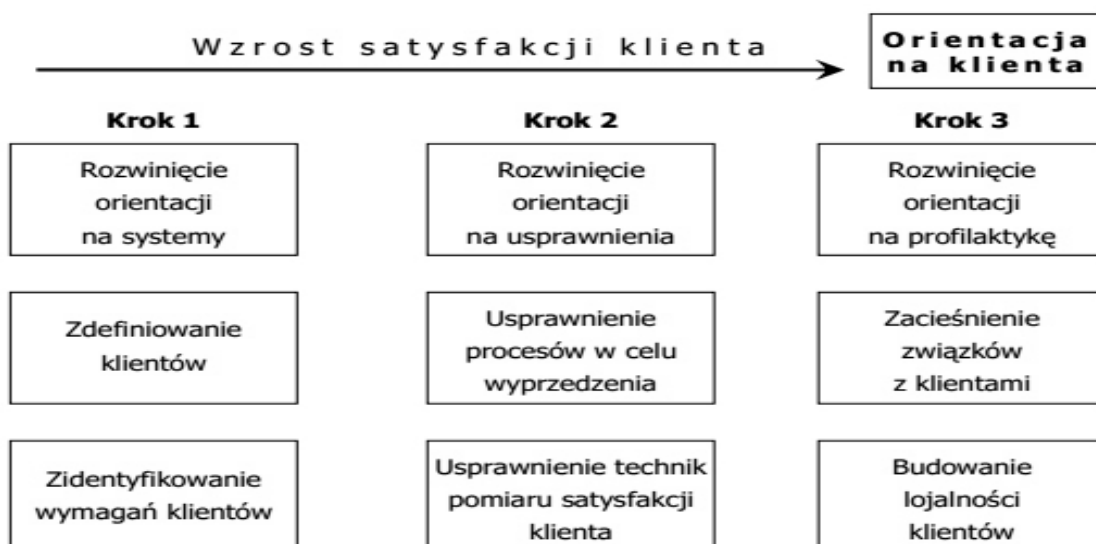 Wzrost satysfakcji klienta
Orientacja
na klienta
Krok 1
Rozwinięcie
orientacji
na systemy
Zdefiniowanie
klientów
Zidentyfikowanie
wymagań klientów
Krok 2
Rozwinięcie
orientacji
na usprawnienia
Usprawnienie
procesów w celu
wyprzedzenia
Usprawnienie technik
pomiaru satysfakcji
klienta
Krok 3
Rozwinięcie
orientacji
na profilaktykę
Zacieśnienie
związków
z klientami
Budowanie
lojalności
klientów